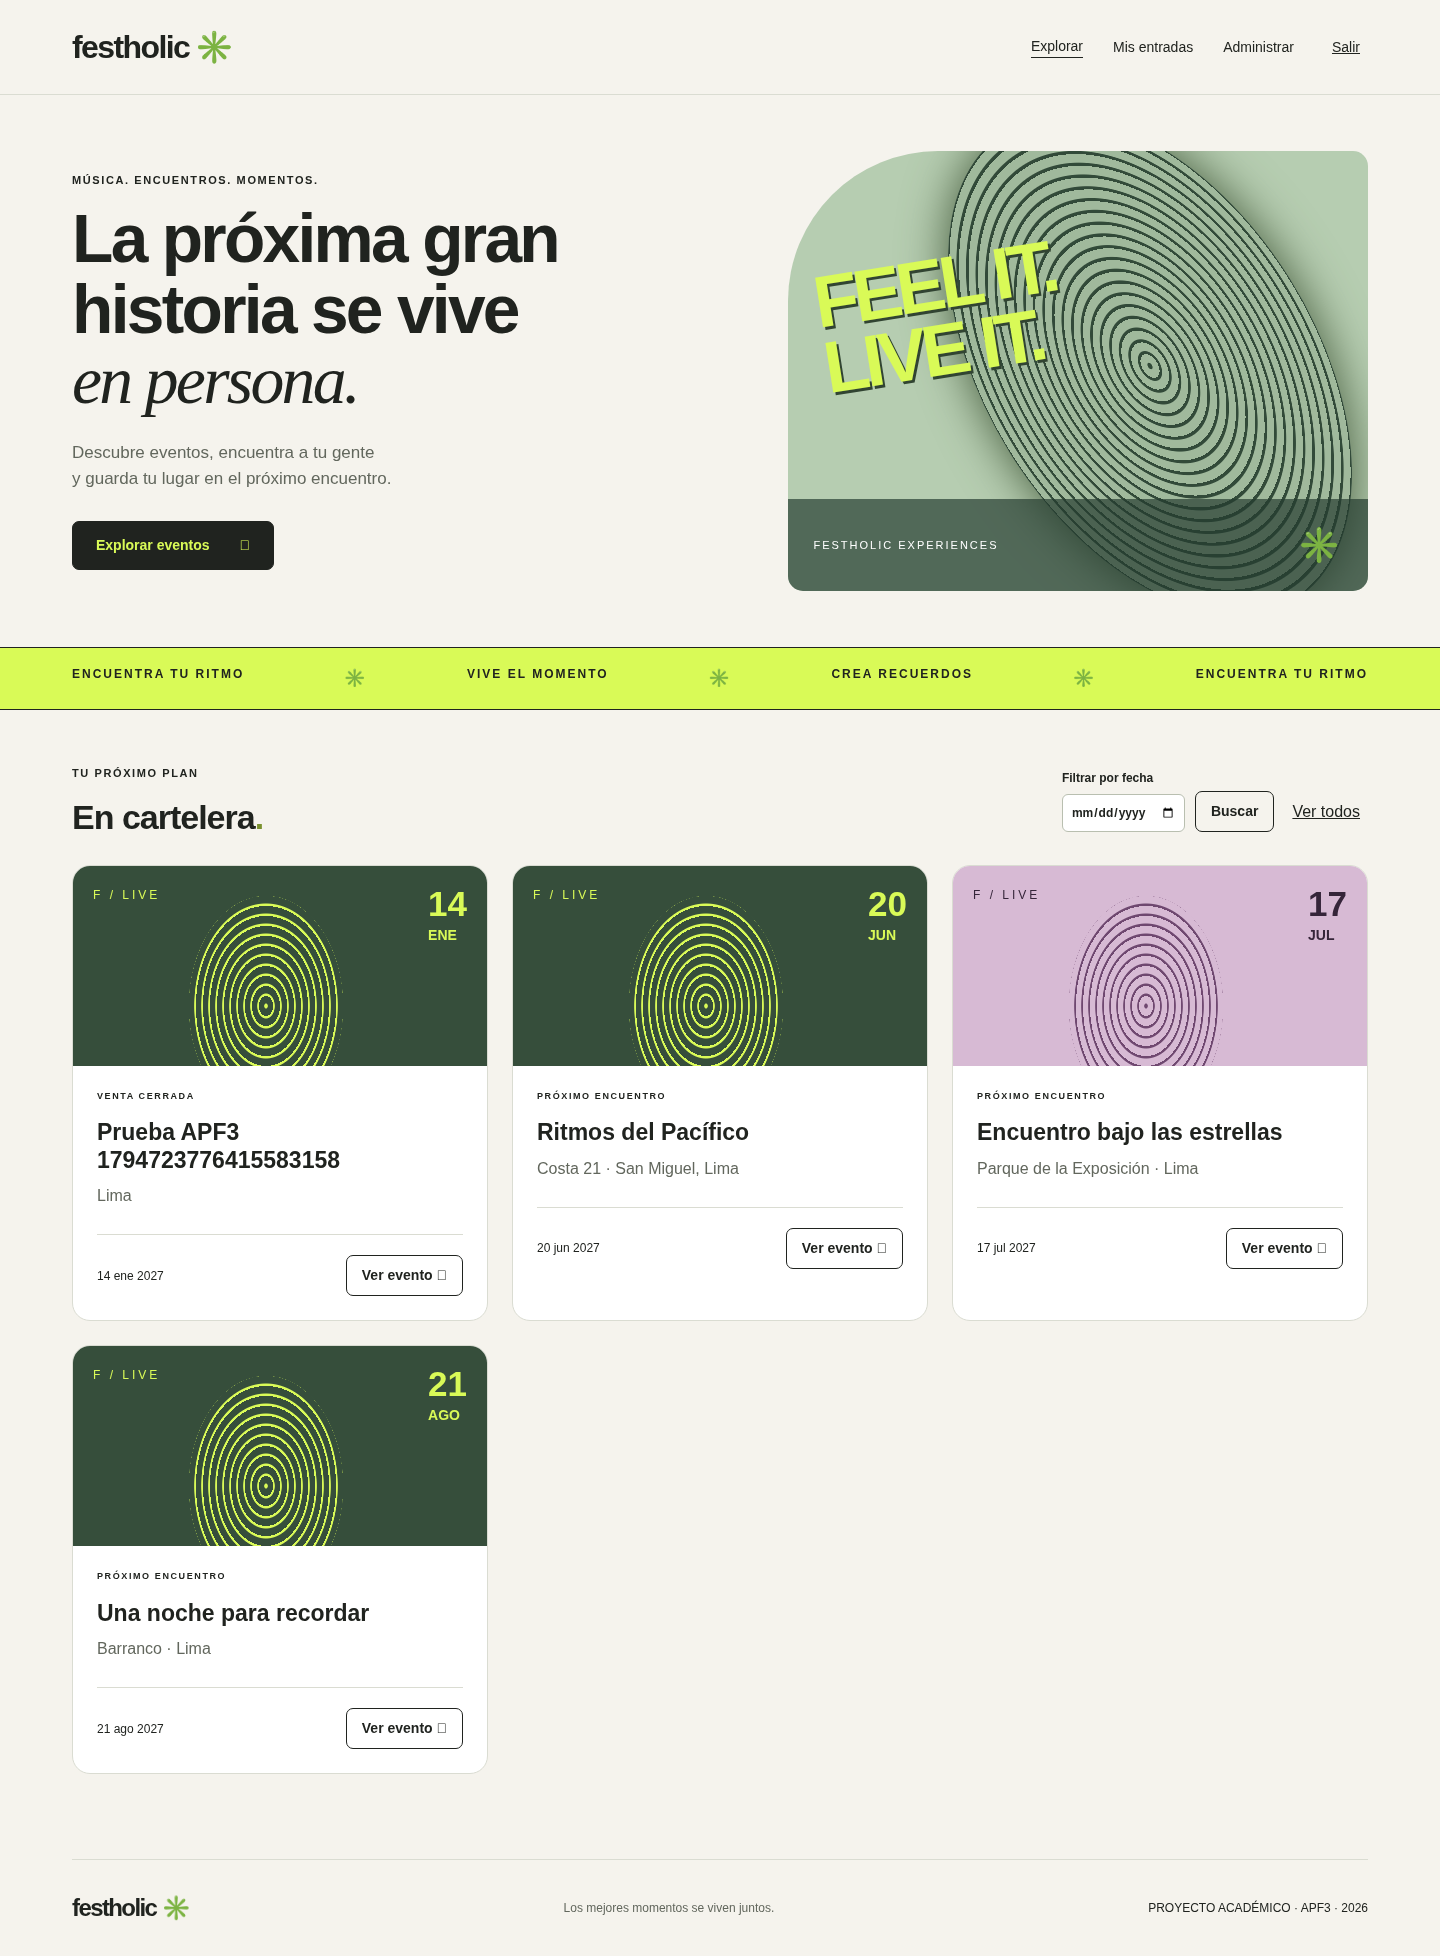 festholic
Explorar
Mis entradas
Administrar
Salir
MÚSICA. ENCUENTROS. MOMENTOS.
La próxima gran
historia se vive
en persona.
Descubre eventos, encuentra a tu gente
y guarda tu lugar en el próximo encuentro.
Explorar eventos
FEEL IT.
LIVE IT.
FESTHOLIC EXPERIENCES
ENCUENTRA TU RITMO
VIVE EL MOMENTO
CREA RECUERDOS
ENCUENTRA TU RITMO
TU PRÓXIMO PLAN
En cartelera.
Filtrar por fecha
mm/dd/yyyy
Buscar
Ver todos
F / LIVE
14
ENE
VENTA CERRADA
Prueba APF3
1794723776415583158
Lima
14 ene 2027
Ver evento
F / LIVE
20
JUN
PRÓXIMO ENCUENTRO
Ritmos del Pacífico
Costa 21 · San Miguel, Lima
20 jun 2027
Ver evento
F / LIVE
17
JUL
PRÓXIMO ENCUENTRO
Encuentro bajo las estrellas
Parque de la Exposición · Lima
17 jul 2027
Ver evento
F / LIVE
21
AGO
PRÓXIMO ENCUENTRO
Una noche para recordar
Barranco · Lima
21 ago 2027
Ver evento
festholic
Los mejores momentos se viven juntos.
PROYECTO ACADÉMICO · APF3 · 2026